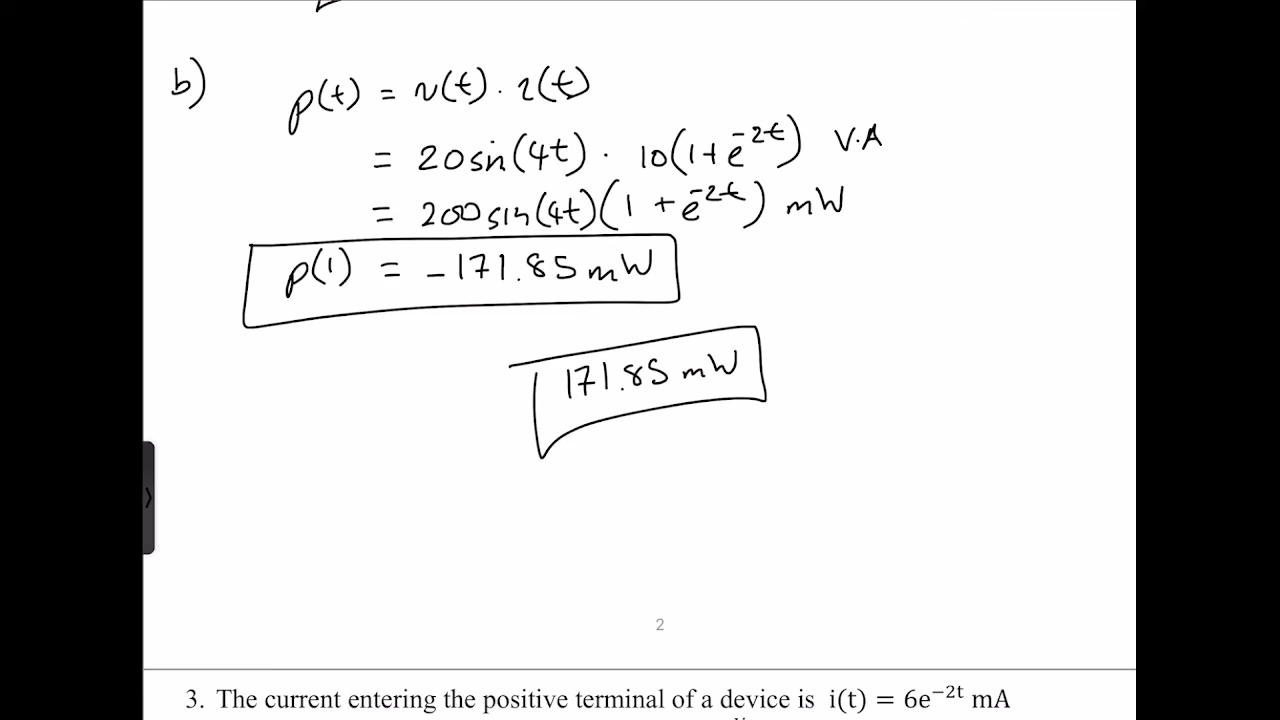 b)
p(t) = v(t) · i(t)
= 20sin(4t) · 10(1+e^-2t) V.A
= 200sin(4t)(1 + e^-2t) mW
p(1) = -171.85 mW
171.85 mW
2
3. The current entering the positive terminal of a device is i(t) = 6e^−2t mA